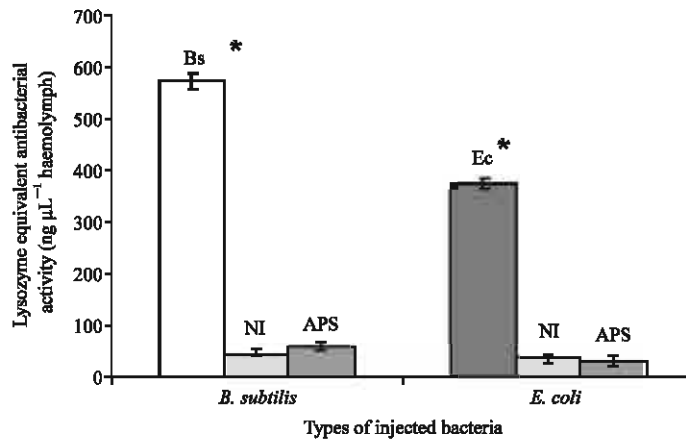 Lysozyme equivalent antibacterial
activity (ng μL⁻¹ haemolymph)
700
600
500
400
300
200
100
0
Bs *
NI
APS
Ec *
NI
APS
B. subtilis
E. coli
Types of injected bacteria